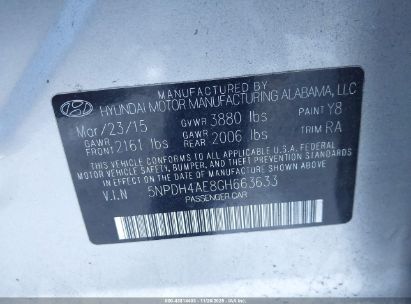 MANUFACTURED BY
HYUNDAI MOTOR MANUFACTURING ALABAMA, LLC
Mar/23/15 GVWR 3880 lbs PAINT Y8
GAWR FRONT 2161 lbs GAWR REAR 2006 lbs TRIM RA
THIS VEHICLE CONFORMS TO ALL APPLICABLE U.S.A. FEDERAL
MOTOR VEHICLE SAFETY, BUMPER, AND THEFT PREVENTION
STANDARDS IN EFFECT ON THE DATE OF MANUFACTURE SHOWN ABOVE.
V.I.N 5NPDH4AE8GH663633
PASSENGER CAR